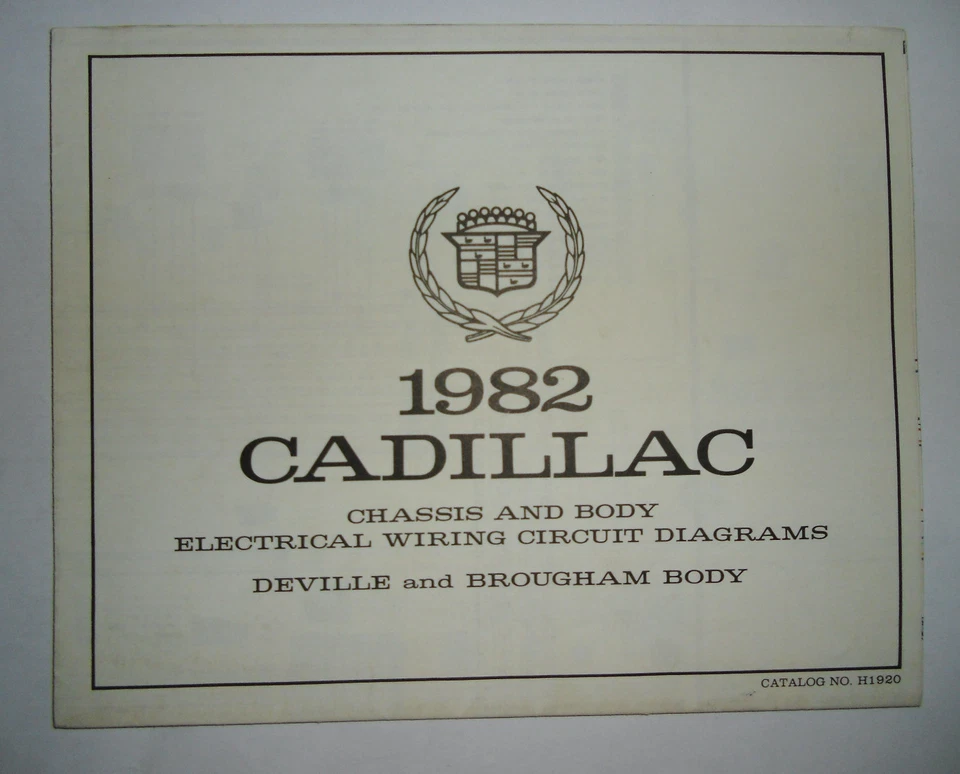 1982
CADILLAC
CHASSIS AND BODY
ELECTRICAL WIRING CIRCUIT DIAGRAMS
DEVILLE and BROUGHAM BODY
CATALOG NO. H1920